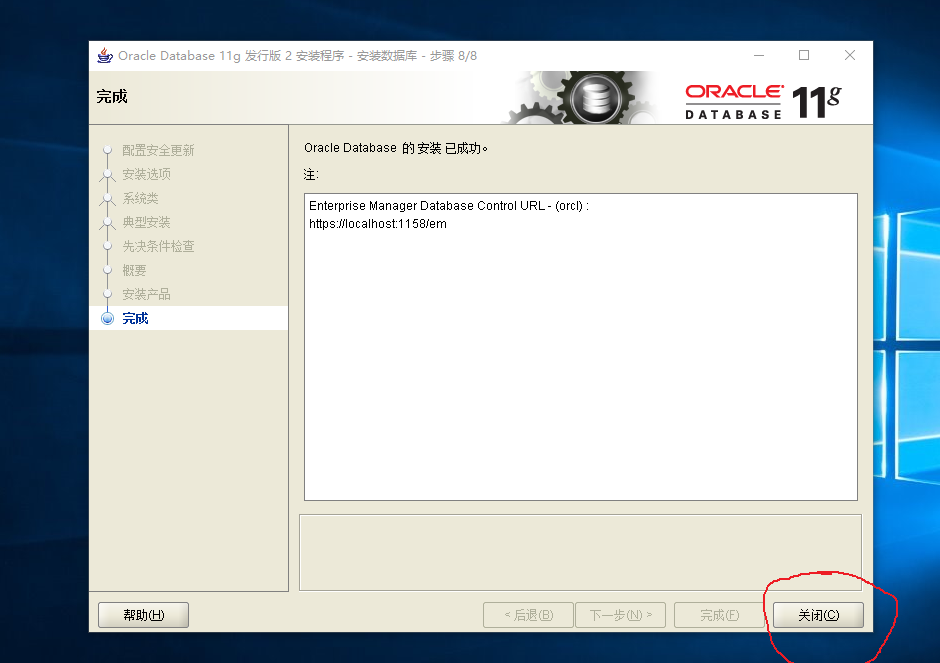 Oracle Database 11g 发行版 2 安装程序 - 安装数据库 - 步骤 8/8
完成
ORACLE
DATABASE 11g
配置安全更新
安装选项
系统类
典型安装
先决条件检查
概要
安装产品
完成
Oracle Database 的 安装 已成功。
注:
Enterprise Manager Database Control URL - (orcl) :
https://localhost:1158/em
帮助(H)
< 后退(B)
下一步(N) >
完成(F)
关闭(C)